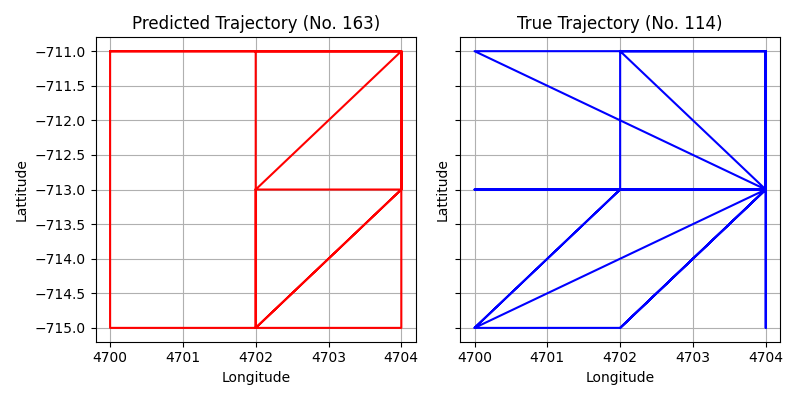 Predicted Trajectory (No. 163)
True Trajectory (No. 114)
−711.0
−711.5
−712.0
−712.5
−713.0
−713.5
−714.0
−714.5
−715.0
Lattitude
Lattitude
4700 4701 4702 4703 4704
4700 4701 4702 4703 4704
Longitude
Longitude